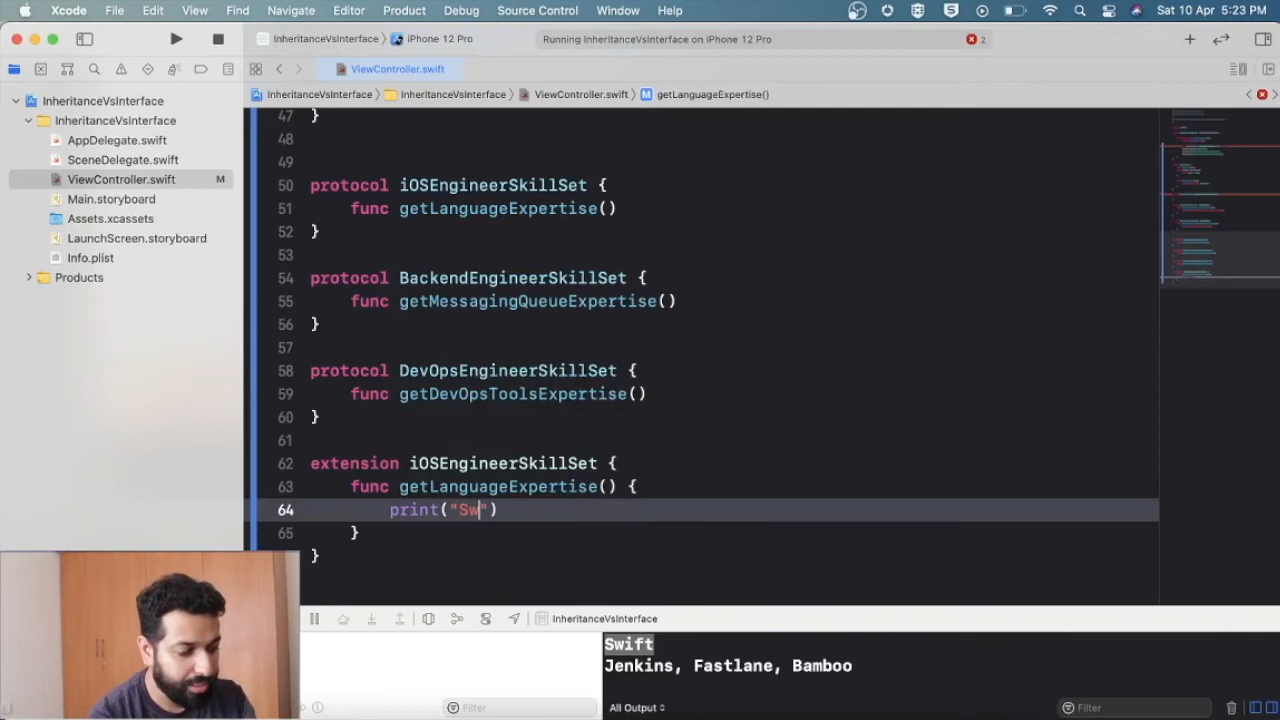 Xcode File Edit View Find Navigate Editor Product Debug Source Control Window Help Sat 10 Apr 5:23 PM
InheritanceVsInterface > iPhone 12 Pro Running InheritanceVsInterface on iPhone 12 Pro 2
ViewController.swift
InheritanceVsInterface > InheritanceVsInterface > ViewController.swift > M getLanguageExpertise()
InheritanceVsInterface
InheritanceVsInterface
AppDelegate.swift
SceneDelegate.swift
ViewController.swift M
Main.storyboard
Assets.xcassets
LaunchScreen.storyboard
Info.plist
Products
47 }
48
49
50 protocol iOSEngineerSkillSet {
51 func getLanguageExpertise()
52 }
53
54 protocol BackendEngineerSkillSet {
55 func getMessagingQueueExpertise()
56 }
57
58 protocol DevOpsEngineerSkillSet {
59 func getDevOpsToolsExpertise()
60 }
61
62 extension iOSEngineerSkillSet {
63 func getLanguageExpertise() {
64 print("Sw")
65 }
}
InheritanceVsInterface
Swift
Jenkins, Fastlane, Bamboo
Filter
All Output
Filter